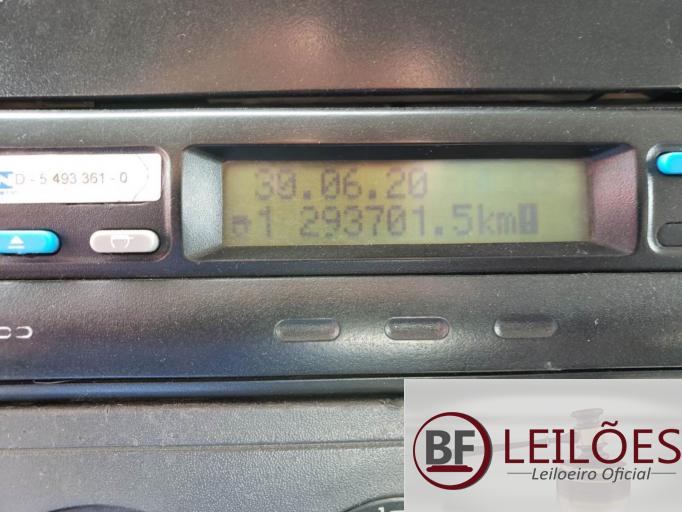 30.06.20
1 293701.5km!
D - 5 493 361 - 0
BF LEILÕES
Leiloeiro Oficial